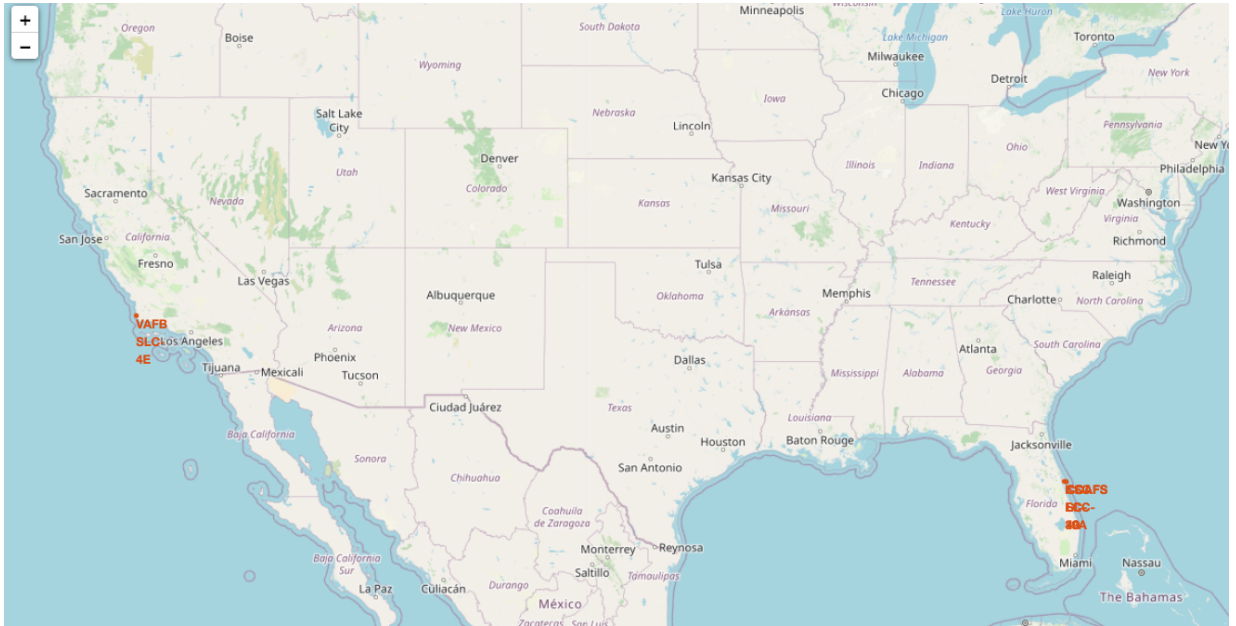 +
−
Minneapolis
Wisconsin
Lake Huron
Oregon
South Dakota
Toronto
Boise
Lake Michigan
Milwaukee
Wyoming
New York
Detroit
Chicago
Iowa
Salt Lake
City
Nebraska
Lincoln
Pennsylvania
New Y
Ohio
Denver
Illinois
Indiana
Philadelphia
Utah
Kansas City
Colorado
Sacramento
Nevada
Kansas
Missouri
West Virginia
Washington
Virginia
Kentucky
San Jose
California
Richmond
Fresno
Tulsa
Las Vegas
Raleigh
Tennessee
Albuquerque
Oklahoma
Memphis
Charlotte
North Carolina
Arkansas
VAFB
SLC-
4E
Los Angeles
Arizona
New Mexico
South Carolina
Atlanta
Phoenix
Dallas
Georgia
Tijuana
Mexicali
Tucson
Mississippi
Alabama
Ciudad Juárez
Texas
Louisiana
Austin
Baja California
Houston
Baton Rouge
Jacksonville
Sonora
San Antonio
Chihuahua
Florida
Coahuila
de Zaragoza
Monterrey
Reynosa
Baja California
Sur
Miami
Nassau
Saltillo
Tamaulipas
La Paz
Culiacán
Durango
The Bahamas
México
Zacatecas
San Luis